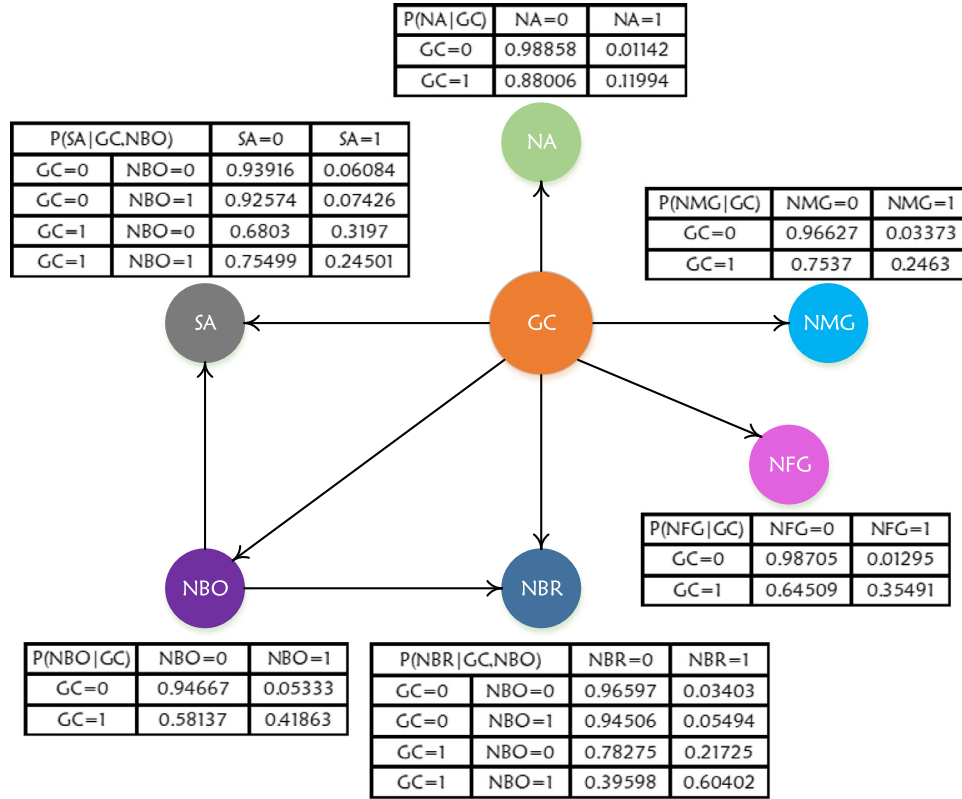 P(NA|GC) NA=0 NA=1
GC=0 0.98858 0.01142
GC=1 0.88006 0.11994
NA
P(SA|GC,NBO) SA=0 SA=1
GC=0 NBO=0 0.93916 0.06084
GC=0 NBO=1 0.92574 0.07426
GC=1 NBO=0 0.6803 0.3197
GC=1 NBO=1 0.75499 0.24501
P(NMG|GC) NMG=0 NMG=1
GC=0 0.96627 0.03373
GC=1 0.7537 0.2463
SA
GC
NMG
NFG
P(NFG|GC) NFG=0 NFG=1
GC=0 0.98705 0.01295
GC=1 0.64509 0.35491
NBO
NBR
P(NBO|GC) NBO=0 NBO=1
GC=0 0.94667 0.05333
GC=1 0.58137 0.41863
P(NBR|GC,NBO) NBR=0 NBR=1
GC=0 NBO=0 0.96597 0.03403
GC=0 NBO=1 0.94506 0.05494
GC=1 NBO=0 0.78275 0.21725
GC=1 NBO=1 0.39598 0.60402